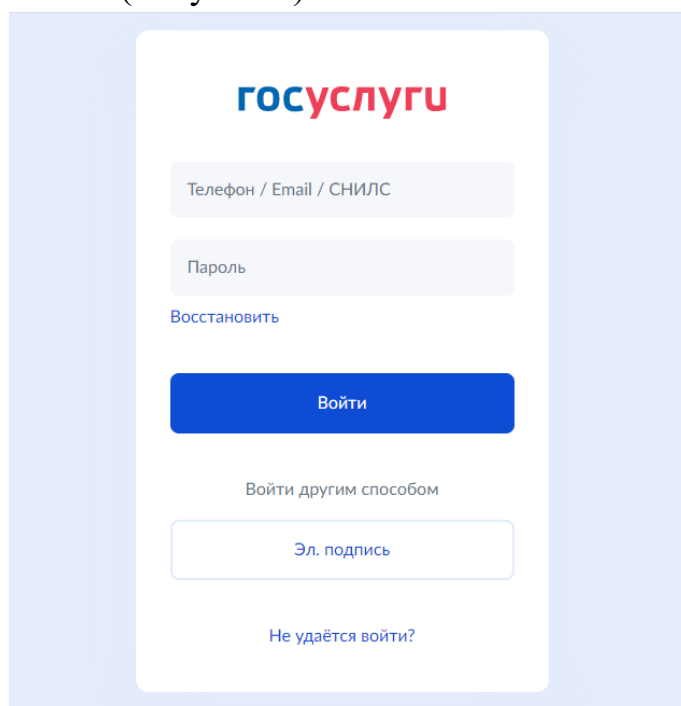 госуслуги
Телефон / Email / СНИЛС
Пароль
Восстановить
Войти
Войти другим способом
Эл. подпись
Не удаётся войти?